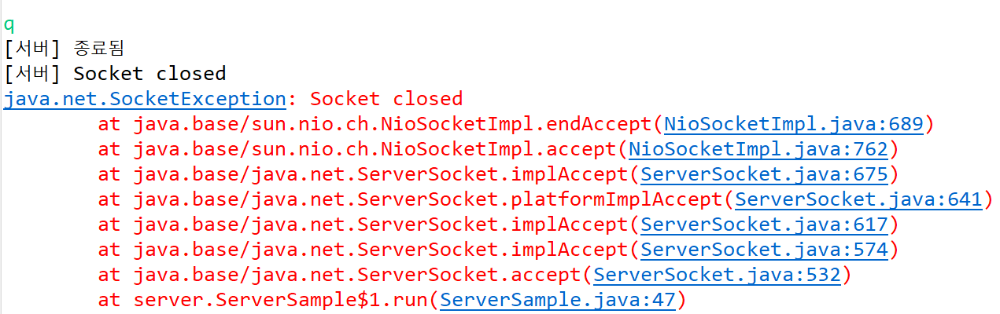 q
[서버] 종료됨
[서버] Socket closed
java.net.SocketException: Socket closed
at java.base/sun.nio.ch.NioSocketImpl.endAccept(NioSocketImpl.java:689)
at java.base/sun.nio.ch.NioSocketImpl.accept(NioSocketImpl.java:762)
at java.base/java.net.ServerSocket.implAccept(ServerSocket.java:675)
at java.base/java.net.ServerSocket.platformImplAccept(ServerSocket.java:641)
at java.base/java.net.ServerSocket.implAccept(ServerSocket.java:617)
at java.base/java.net.ServerSocket.implAccept(ServerSocket.java:574)
at java.base/java.net.ServerSocket.accept(ServerSocket.java:532)
at server.ServerSample$1.run(ServerSample.java:47)